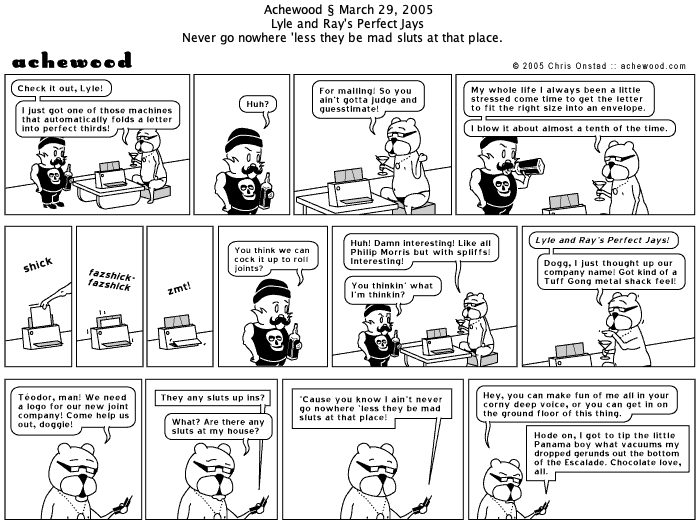 Achewood § March 29, 2005
Lyle and Ray's Perfect Jays
Never go nowhere 'less they be mad sluts at that place.
achewood
© 2005 Chris Onstad :: achewood.com
Check it out, Lyle!
I just got one of those machines
that automatically folds a letter
into perfect thirds!
Huh?
For mailing! So you
ain't gotta judge and
guesstimate!
My whole life I always been a little
stressed come time to get the letter
to fit the right size into an envelope.
I blow it about almost a tenth of the time.
shick
fazshick-
fazshick
zmt!
You think we can
cock it up to roll
joints?
Huh! Damn interesting! Like all
Philip Morris but with spliffs!
Interesting!
You thinkin' what
I'm thinkin?
Lyle and Ray's Perfect Jays!
Dogg, I just thought up our
company name! Got kind of a
Tuff Gong metal shack feel!
Téodor, man! We need
a logo for our new joint
company! Come help us
out, doggie!
They any sluts up ins?
What? Are there any
sluts at my house?
'Cause you know I ain't never
go nowhere 'less they be mad
sluts at that place!
Hey, you can make fun of me all in your
corny deep voice, or you can get in on
the ground floor of this thing.
Hode on, I got to tip the little
Panama boy what vacuums my
dropped gerunds out the bottom
of the Escalade. Chocolate love,
all.